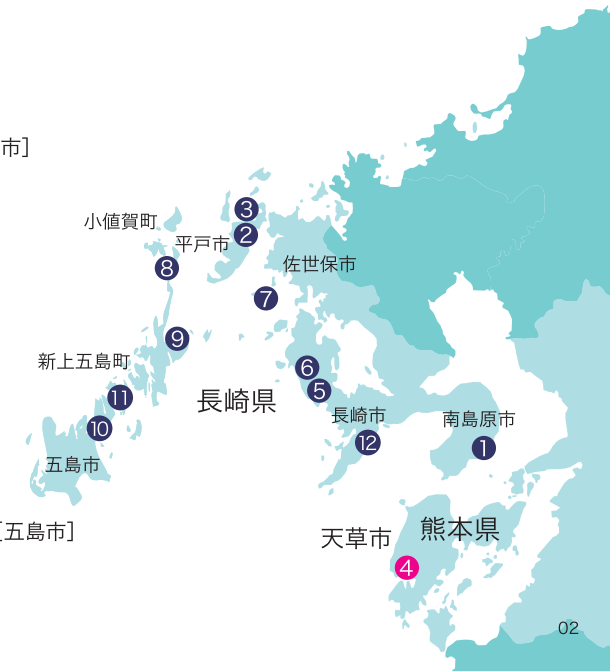 市]
③
小値賀町
②
平戸市
佐世保市
⑧
⑦
⑨
新上五島町
⑥
⑤
長崎県
⑪
長崎市
南島原市
⑩
⑫
①
五島市
[五島市]
天草市
熊本県
④
02